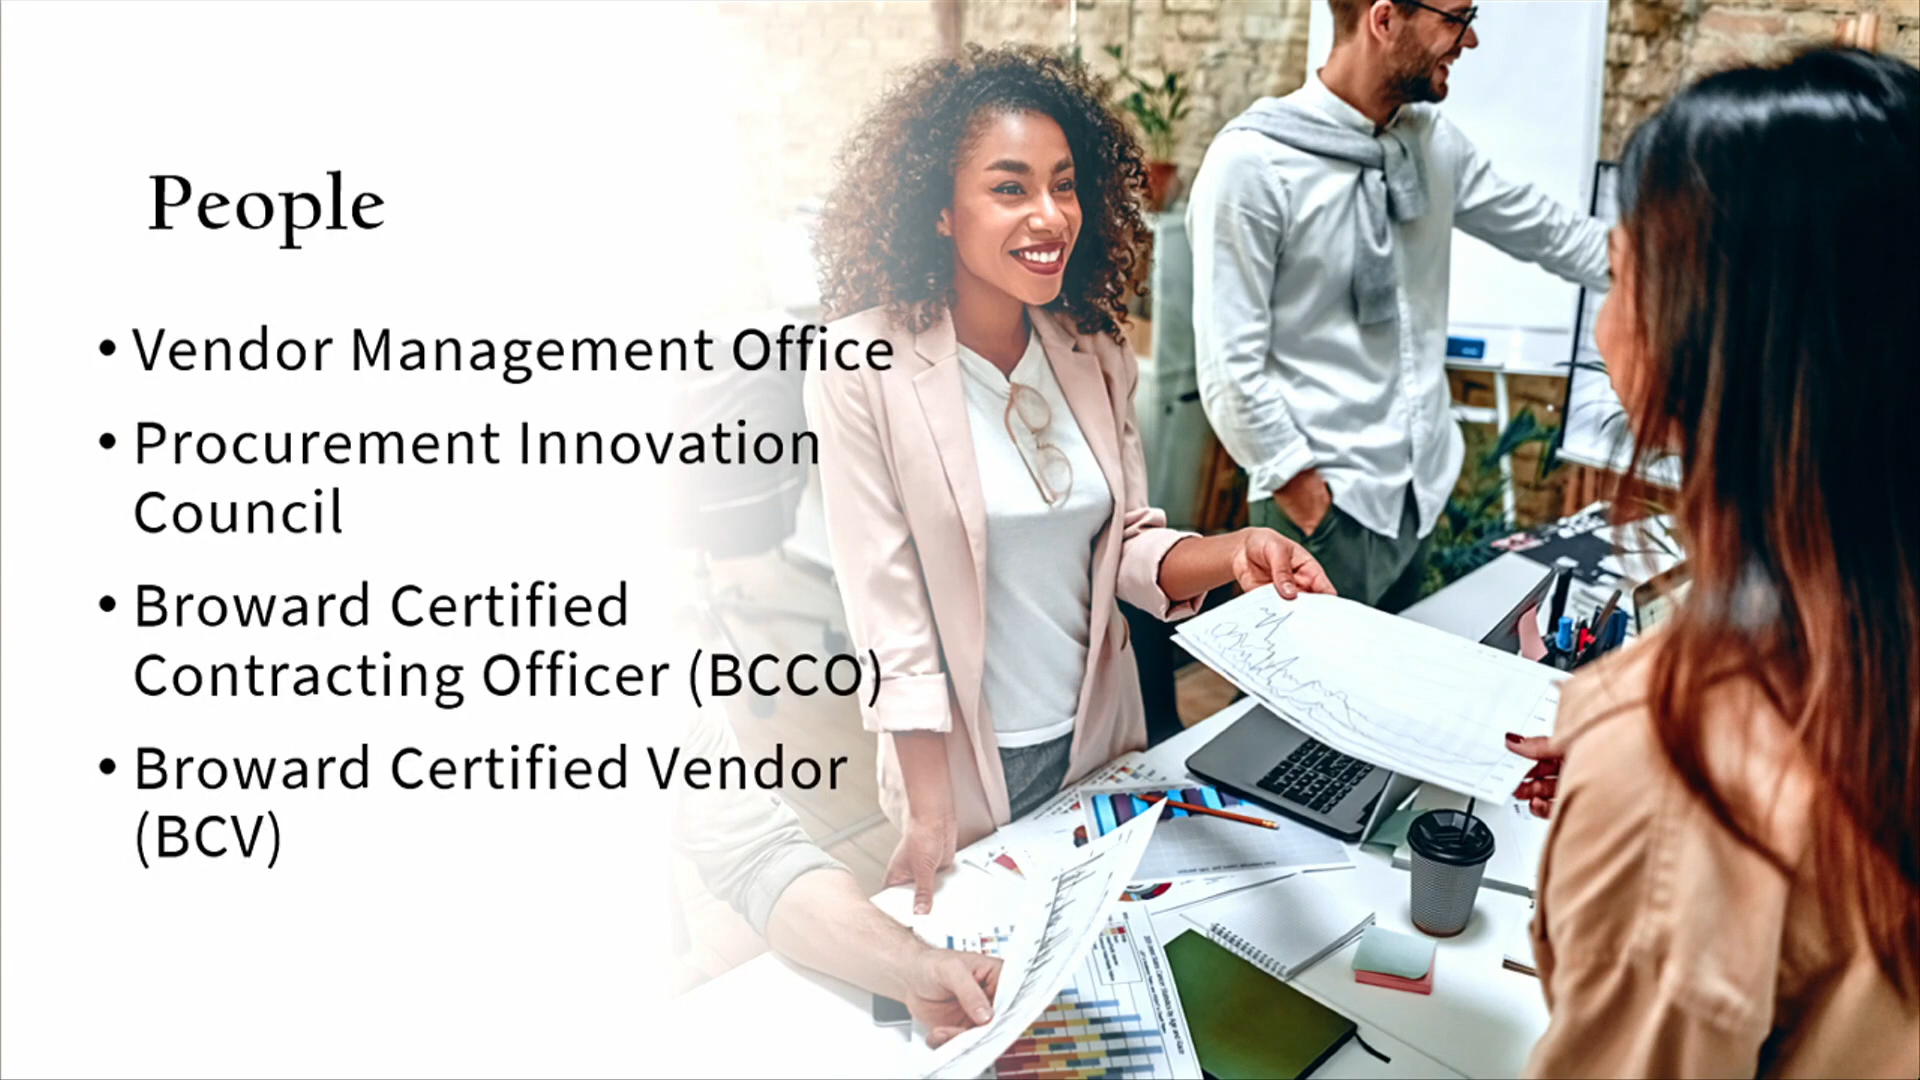 People
• Vendor Management Office
• Procurement Innovation
Council
• Broward Certified
Contracting Officer (BCCO)
• Broward Certified Vendor
(BCV)